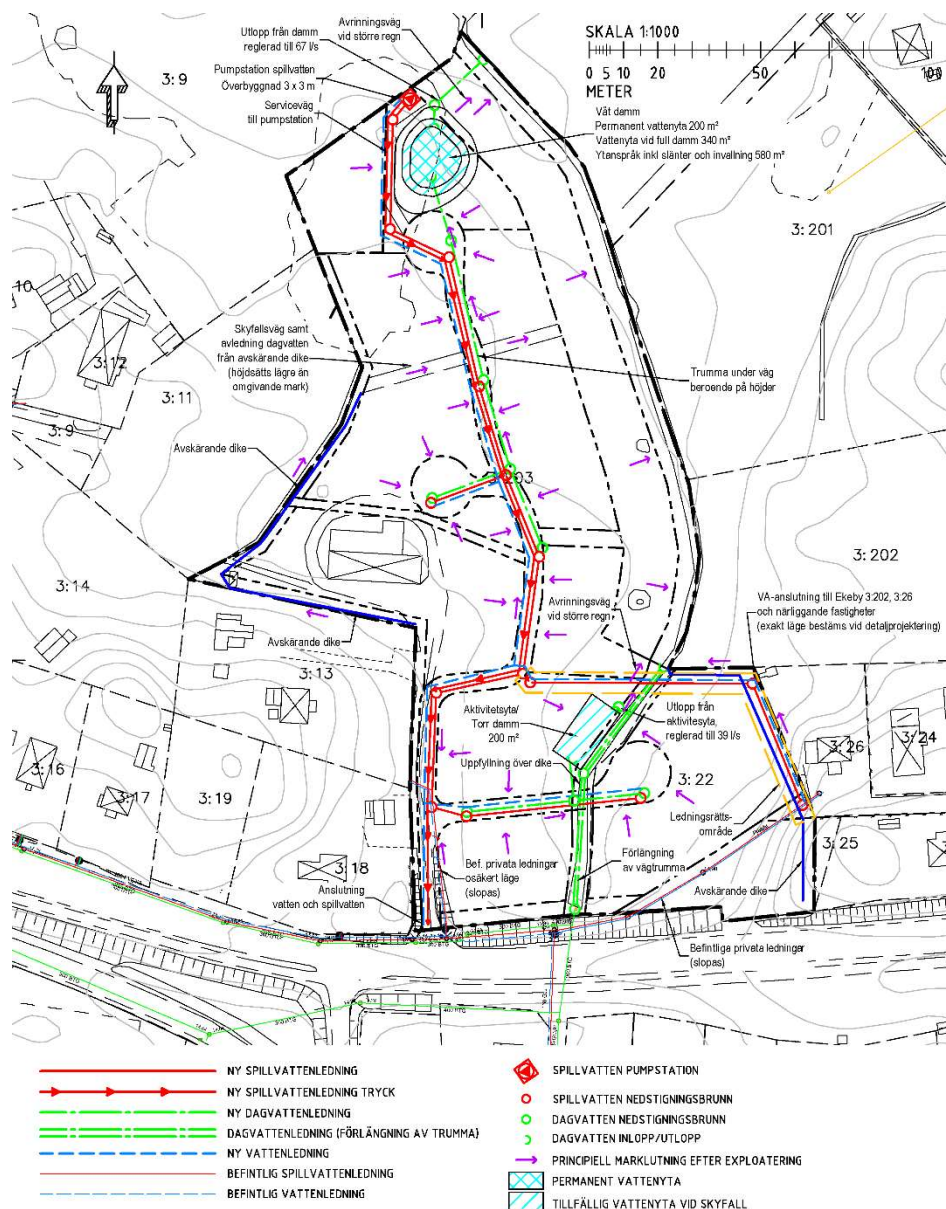 Avrinningsväg
vid större regn
Utlopp från damm
reglerad till 67 l/s
SKALA 1:1000
0 5 10 20 50 100
METER
3:9
Pumpstation spillvatten
Överbyggnad 3 x 3 m
Serviceväg
till pumpstation
Våt damm
Permanent vattenyta 200 m²
Vattenyta vid full damm 340 m²
Ytanspråk inkl slänter och invallning 580 m²
3:201
10
3:12
3:11
3:9
Skyfallsväg samt
avledning dagvatten
från avskärande dike
(höjdsätts lägre än
omgivande mark)
Trumma under väg
beroende på höjder
Avskärande dike
03
3:14
3:202
VA-anslutning till Ekeby 3:202, 3:26
och närliggande fastigheter
(exakt läge bestäms vid detaljprojektering)
Avrinningsväg
vid större regn
Avskärande dike
3:13
Aktivitetsyta/
Torr damm
200 m²
Utlopp från
aktivitesyta,
reglerad till 39 l/s
3:24
3:26
3:16
3:17
3:19
Uppfyllning över dike
3:22
Ledningsrätts-
område
3:25
3:18
Bef. privata ledningar
osäkert läge
(slopas)
Förlängning
av vägtrumma
Anslutning
vatten och spillvatten
Avskärande dike
Befintliga privata ledningar
(slopas)
NY SPILLVATTENLEDNING
NY SPILLVATTENLEDNING TRYCK
NY DAGVATTENLEDNING
DAGVATTENLEDNING (FÖRLÄNGNING AV TRUMMA)
NY VATTENLEDNING
BEFINTLIG SPILLVATTENLEDNING
BEFINTLIG VATTENLEDNING
SPILLVATTEN PUMPSTATION
SPILLVATTEN NEDSTIGNINGSBRUNN
DAGVATTEN NEDSTIGNINGSBRUNN
DAGVATTEN INLOPP/UTLOPP
PRINCIPIELL MARKLUTNING EFTER EXPLOATERING
PERMANENT VATTENYTA
TILLFÄLLIG VATTENYTA VID SKYFALL